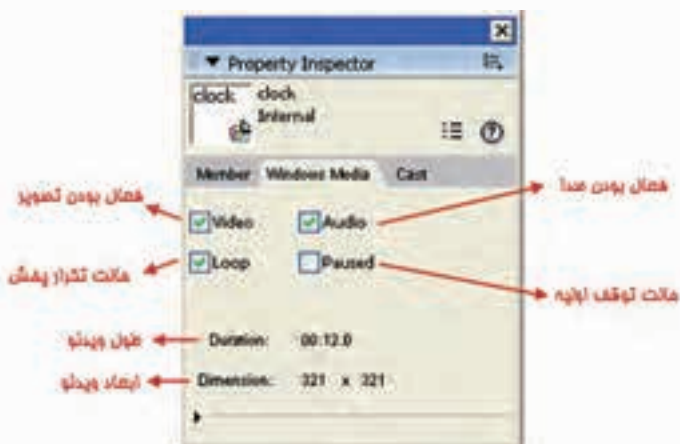 Property Inspector
clock clock
Internal
Member Windows Media Cast
فعال بودن تصویر
Video
Audio
فعال بودن صدا
حالت تکرار پخش
Loop
Paused
حالت توقف اولیه
طول ویدئو
Duration: 00:12.0
ابعاد ویدئو
Dimension: 321 x 321